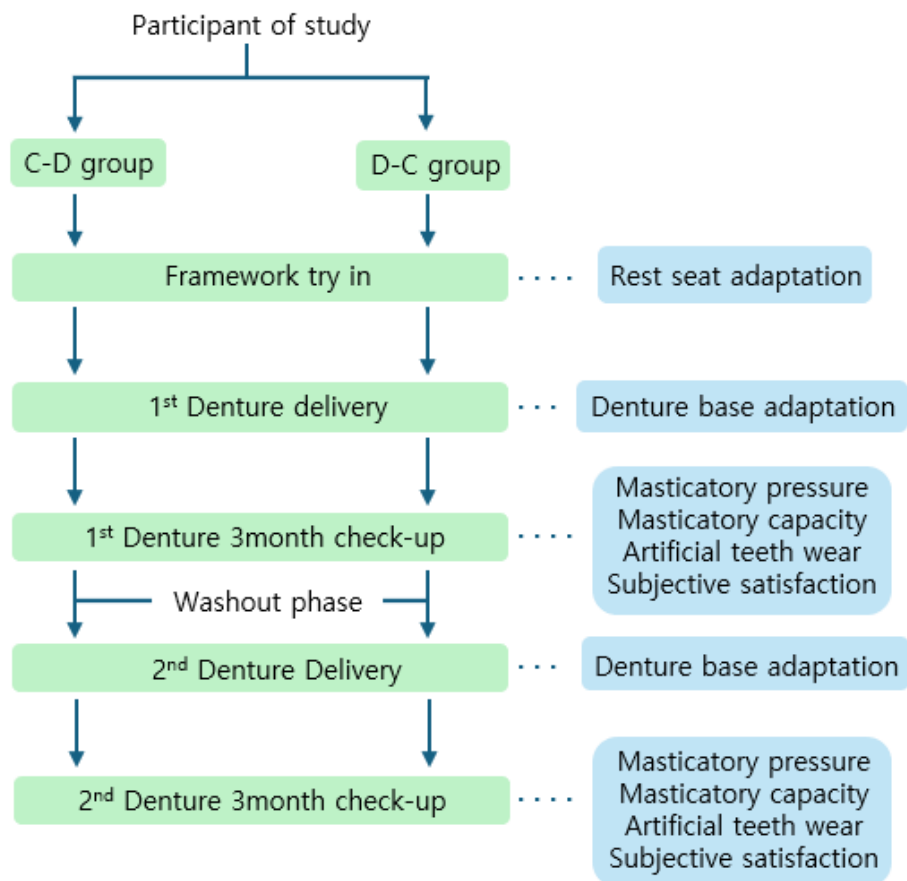 Participant of study
C-D group
D-C group
Framework try in
Rest seat adaptation
1st Denture delivery
Denture base adaptation
1st Denture 3month check-up
Masticatory pressure
Masticatory capacity
Artificial teeth wear
Subjective satisfaction
Washout phase
2nd Denture Delivery
Denture base adaptation
2nd Denture 3month check-up
Masticatory pressure
Masticatory capacity
Artificial teeth wear
Subjective satisfaction